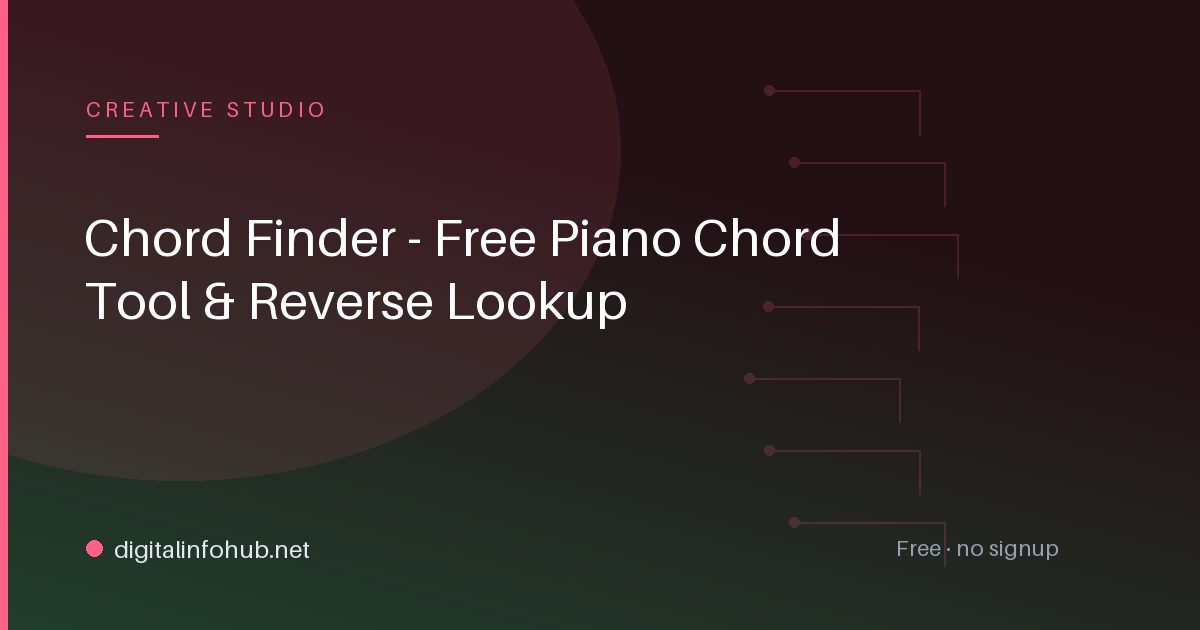 CREATIVE STUDIO
Chord Finder - Free Piano Chord
Tool & Reverse Lookup
digitalinfohub.net
Free · no signup